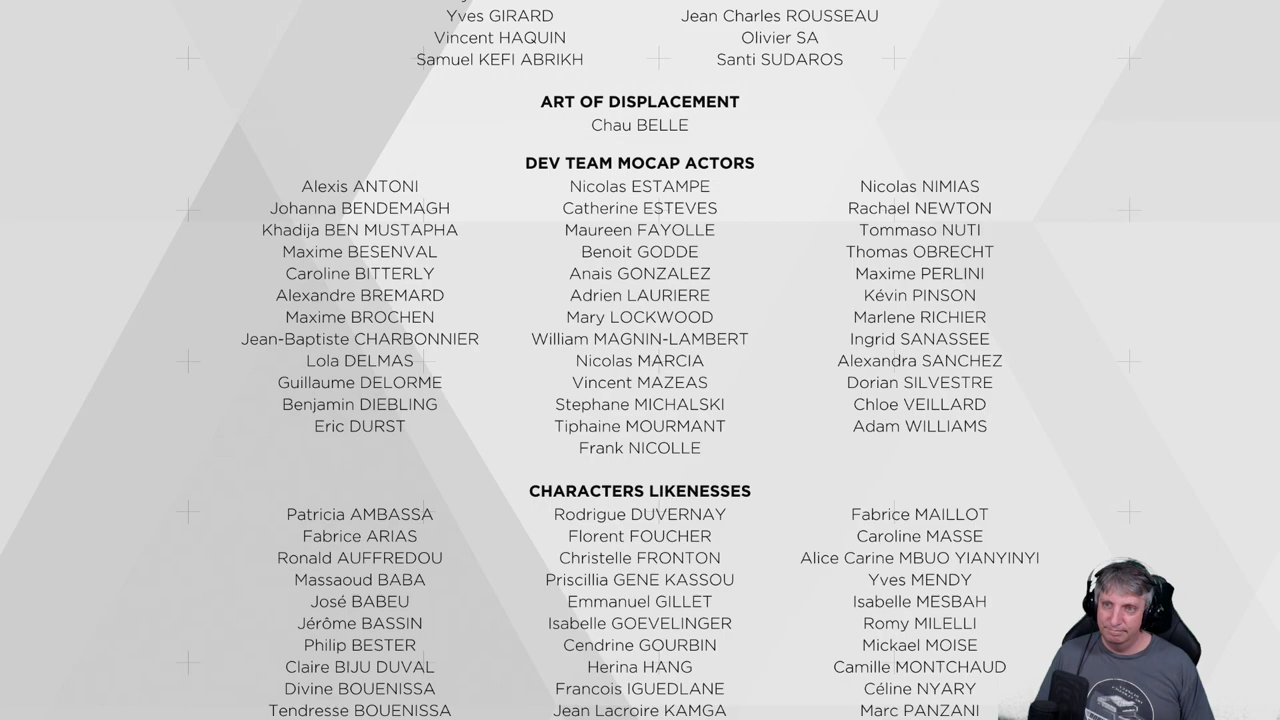 Yves GIRARD Jean Charles ROUSSEAU
Vincent HAQUIN Olivier SA
Samuel KEFI ABRIKH Santi SUDAROS
ART OF DISPLACEMENT
Chau BELLE
DEV TEAM MOCAP ACTORS
Alexis ANTONI Nicolas ESTAMPE Nicolas NIMIAS
Johanna BENDEMAGH Catherine ESTEVES Rachael NEWTON
Khadija BEN MUSTAPHA Maureen FAYOLLE Tommaso NUTI
Maxime BESENVAL Benoit GODDE Thomas OBRECHT
Caroline BITTERLY Anais GONZALEZ Maxime PERLINI
Alexandre BREMARD Adrien LAURIERE Kévin PINSON
Maxime BROCHEN Mary LOCKWOOD Marlene RICHIER
Jean-Baptiste CHARBONNIER William MAGNIN-LAMBERT Ingrid SANASSEE
Lola DELMAS Nicolas MARCIA Alexandra SANCHEZ
Guillaume DELORME Vincent MAZEAS Dorian SILVESTRE
Benjamin DIEBLING Stephane MICHALSKI Chloe VEILLARD
Eric DURST Tiphaine MOURMANT Adam WILLIAMS
Frank NICOLLE
CHARACTERS LIKENESSES
Patricia AMBASSA Rodrigue DUVERNAY Fabrice MAILLOT
Fabrice ARIAS Florent FOUCHER Caroline MASSE
Ronald AUFFREDOU Christelle FRONTON Alice Carine MBUO YIANYINYI
Massaoud BABA Priscillia GENE KASSOU Yves MENDY
José BABEU Emmanuel GILLET Isabelle MESBAH
Jérôme BASSIN Isabelle GOEVELINGER Romy MILELLI
Philip BESTER Cendrine GOURBIN Mickael MOISE
Claire BIJU DUVAL Herina HANG Camille MONTCHAUD
Divine BOUENISSA Francois IGUEDLANE Céline NYARY
Tendresse BOUENISSA Jean Lacroire KAMGA Marc PANZANI